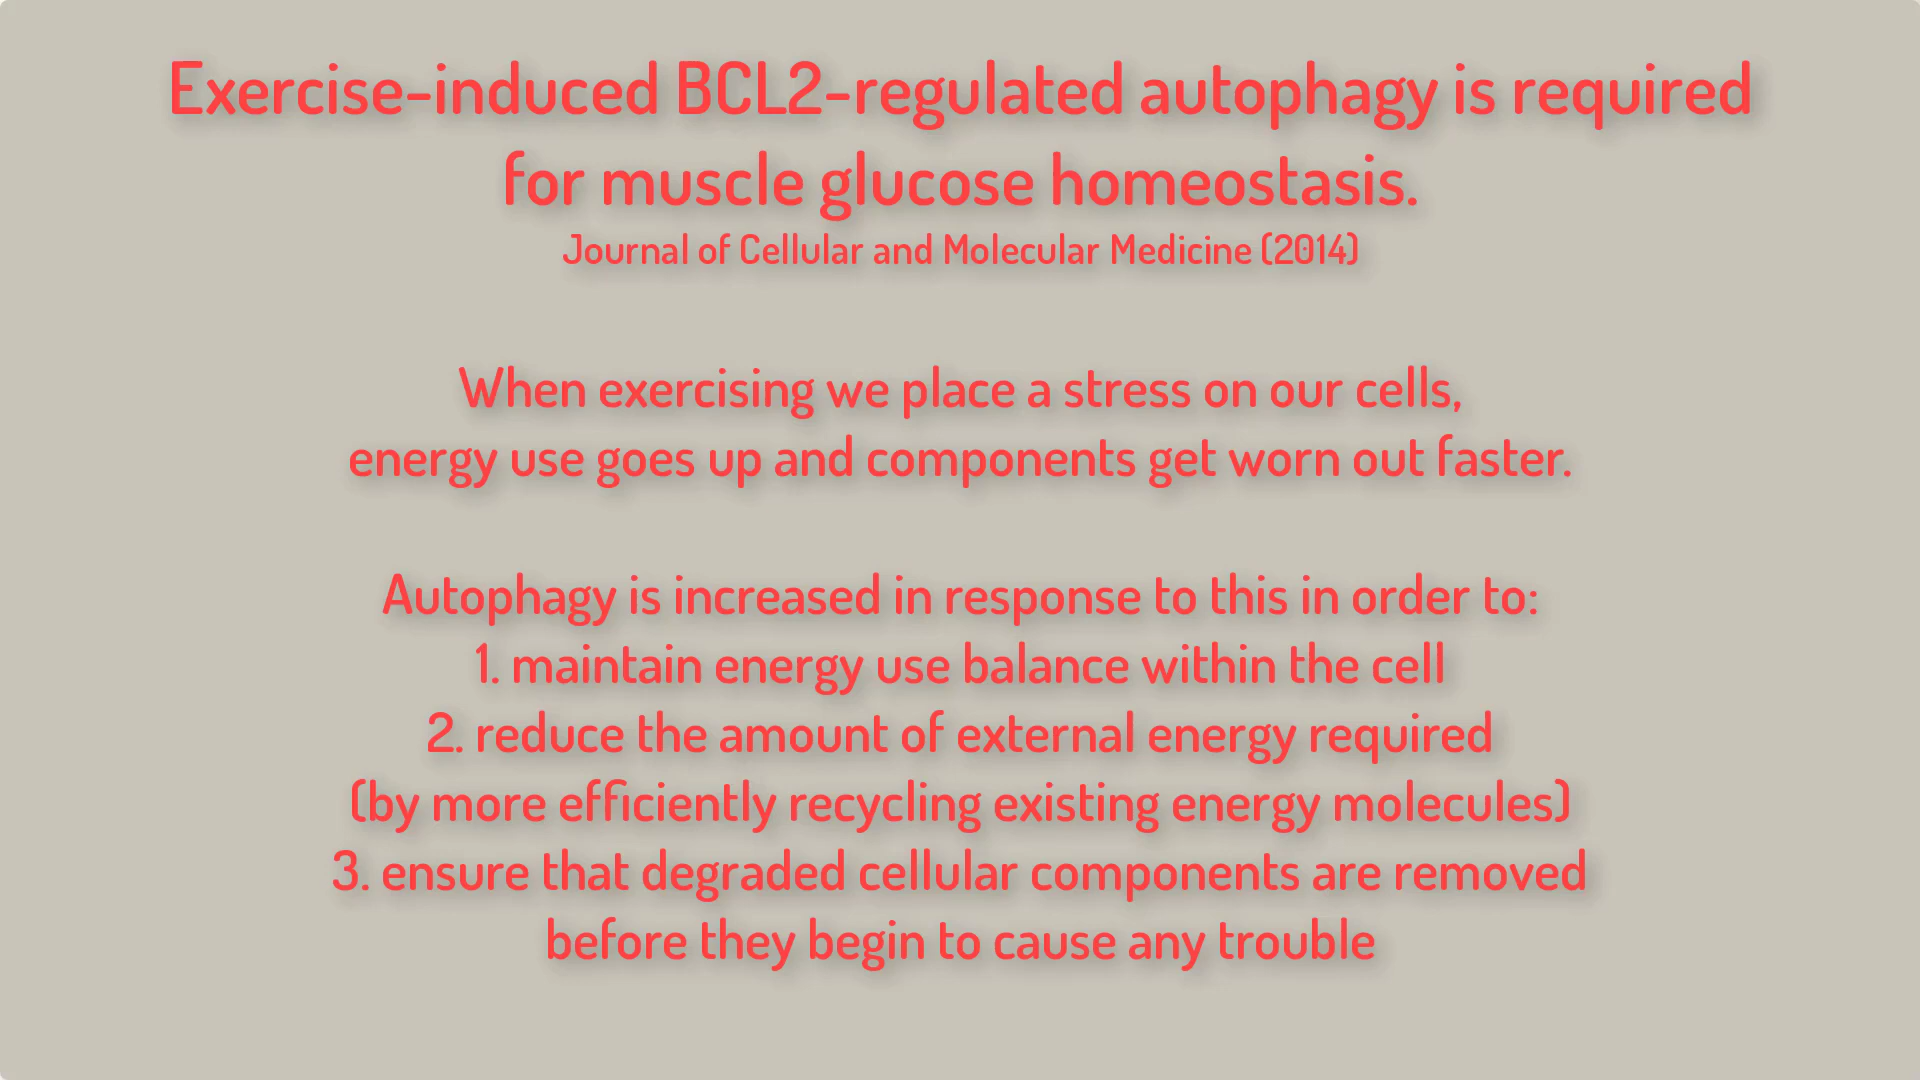 Exercise-induced BCL2-regulated autophagy is required
for muscle glucose homeostasis.
Journal of Cellular and Molecular Medicine (2014)
When exercising we place a stress on our cells,
energy use goes up and components get worn out faster.
Autophagy is increased in response to this in order to:
1. maintain energy use balance within the cell
2. reduce the amount of external energy required
(by more efficiently recycling existing energy molecules)
3. ensure that degraded cellular components are removed
before they begin to cause any trouble